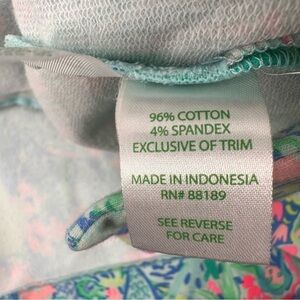 96% COTTON
4% SPANDEX
EXCLUSIVE OF TRIM
MADE IN INDONESIA
RN# 88189
SEE REVERSE
FOR CARE